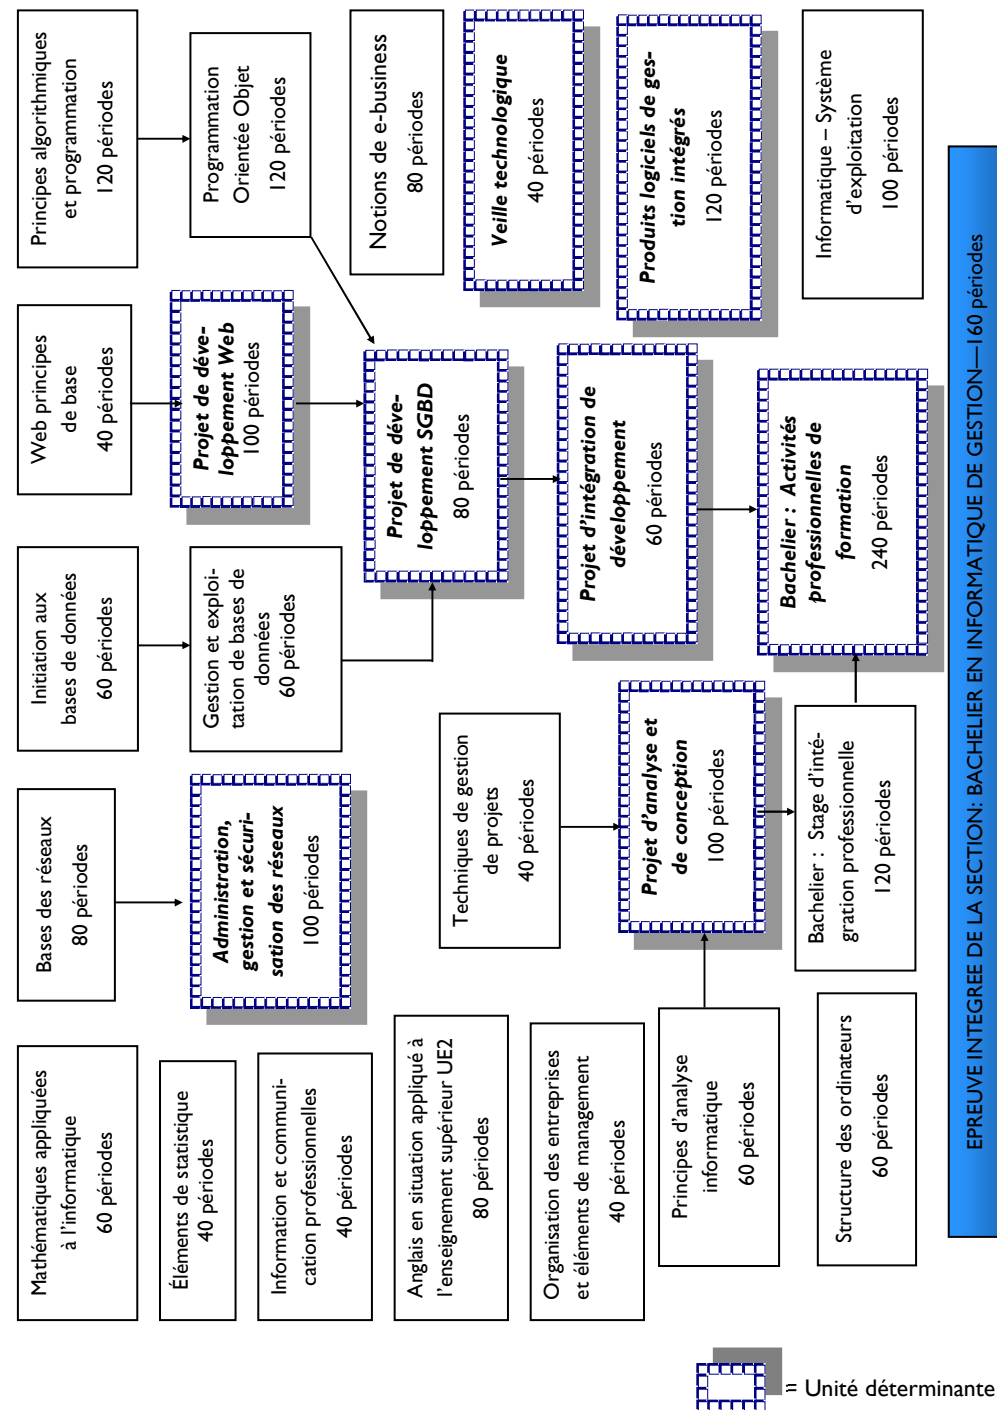 Mathématiques appliquées
à l'informatique
60 périodes
Bases des réseaux
80 périodes
Initiation aux
bases de données
60 périodes
Web principes
de base
40 périodes
Principes algorithmiques
et programmation
120 périodes
Éléments de statistique
40 périodes
Administration,
gestion et sécuri-
sation des réseaux
100 périodes
Gestion et exploi-
tation de bases de
données
60 périodes
Projet de déve-
loppement Web
100 périodes
Programmation
Orientée Objet
120 périodes
Information et communi-
cation professionnelles
40 périodes
Notions de e-business
80 périodes
Anglais en situation appliqué à
l'enseignement supérieur UE2
80 périodes
Projet de déve-
loppement SGBD
80 périodes
Veille technologique
40 périodes
Organisation des entreprises
et éléments de management
40 périodes
Techniques de gestion
de projets
40 périodes
Projet d'intégration de
développement
60 périodes
Produits logiciels de ges-
tion intégrés
120 périodes
Principes d'analyse
informatique
60 périodes
Projet d'analyse et
de conception
100 périodes
Bachelier : Activités
professionnelles de
formation
240 périodes
Structure des ordinateurs
60 périodes
Bachelier : Stage d'inté-
gration professionnelle
120 périodes
Informatique – Système
d'exploitation
100 périodes
EPREUVE INTEGREE DE LA SECTION: BACHELIER EN INFORMATIQUE DE GESTION—160 périodes
= Unité déterminante